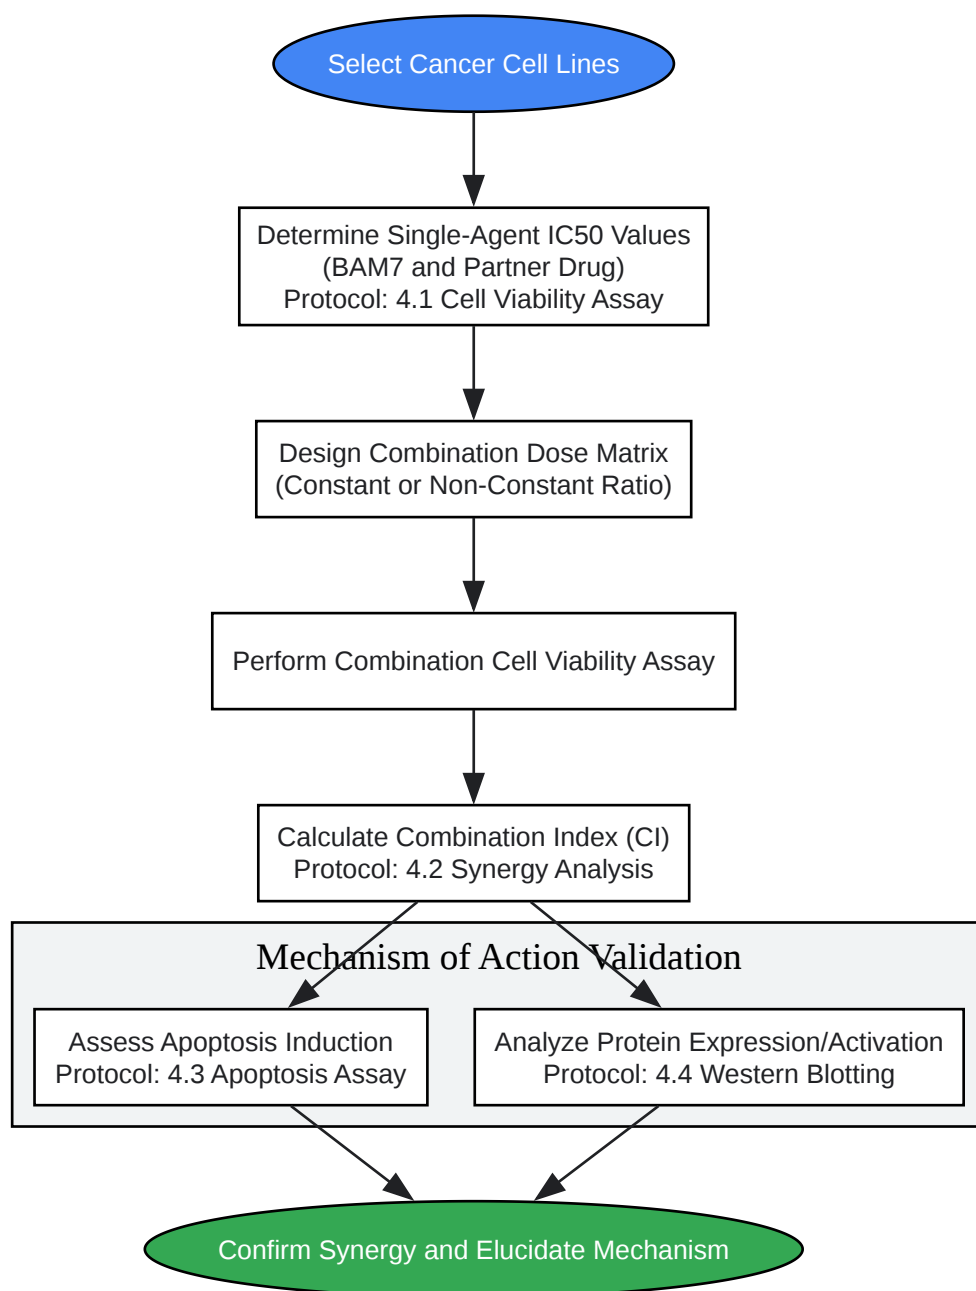 Select Cancer Cell Lines
Determine Single-Agent IC50 Values
(BAM7 and Partner Drug)
Protocol: 4.1 Cell Viability Assay
Design Combination Dose Matrix
(Constant or Non-Constant Ratio)
Perform Combination Cell Viability Assay
Calculate Combination Index (CI)
Protocol: 4.2 Synergy Analysis
Mechanism of Action Validation
Assess Apoptosis Induction
Protocol: 4.3 Apoptosis Assay
Analyze Protein Expression/Activation
Protocol: 4.4 Western Blotting
Confirm Synergy and Elucidate Mechanism